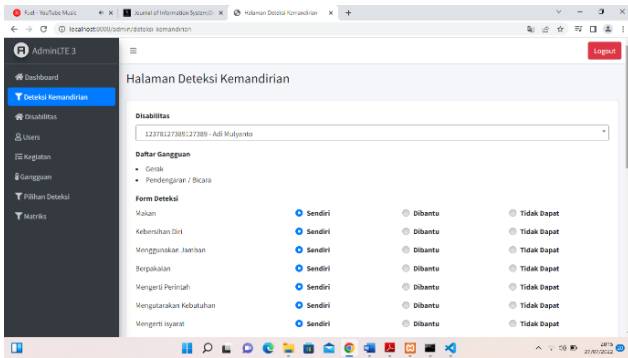 Fuel - YouTube Music
Journal of Information System(S
Halaman Deteksi Kemandirian
localhost:8000/admin/deteksi-kemandirian
AdminLTE 3
Logout
Dashboard
Deteksi Kemandirian
Disabilitas
Users
Kegiatan
Gangguan
Pilihan Deteksi
Matriks
Halaman Deteksi Kemandirian
Disabilitas
- Adi Mulyanto
Daftar Gangguan
Gerak
Pendengaran / Bicara
Form Deteksi
Makan Sendiri Dibantu Tidak Dapat
Kebersihan Diri Sendiri Dibantu Tidak Dapat
Menggunakan Jamban Sendiri Dibantu Tidak Dapat
Berpakaian Sendiri Dibantu Tidak Dapat
Mengerti Perintah Sendiri Dibantu Tidak Dapat
Mengutarakan Kebutuhan Sendiri Dibantu Tidak Dapat
Mengerti isyarat Sendiri Dibantu Tidak Dapat
27/07/2022